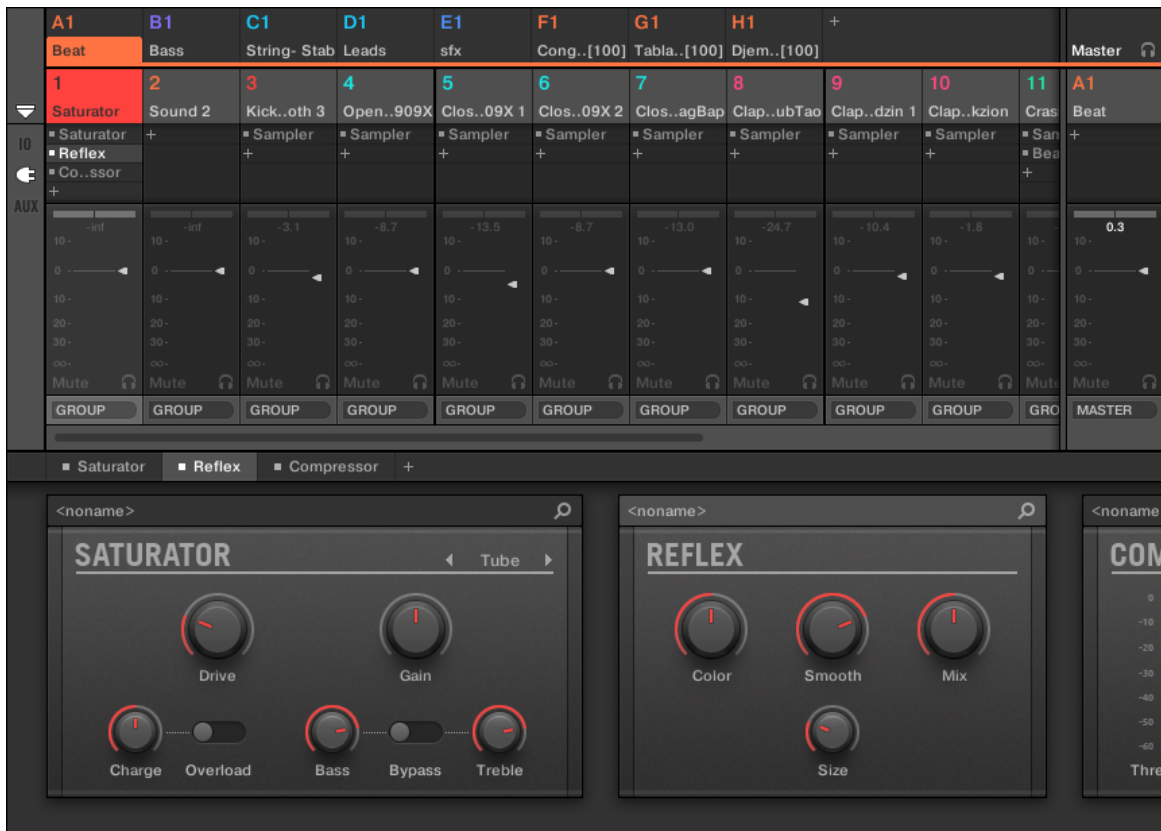 A1 B1 C1 D1 E1 F1 G1 H1 +
Beat Bass String- Stab Leads sfx Cong..[100] Tabla..[100] Djem..[100] Master
1 2 3 4 5 6 7 8 9 10 11 A1
Saturator Sound 2 Kick..oth 3 Open..909X Clos..09X 1 Clos..09X 2 Clos..agBap Clap..ubTao Clap..dzin 1 Clap..kzion Cras Beat
Saturator + Sampler Sampler Sampler Sampler Sampler Sampler Sampler Sampler San +
IO Reflex + + + + + + + + Bea
Co..ssor +
+
AUX
-inf -inf -3.1 -8.7 -13.5 -8.7 -13.0 -24.7 -10.4 -1.8 - 0.3
10- 10- 10- 10- 10- 10- 10- 10- 10- 10- 10- 10-
0 - 0 - 0 - 0 - 0 - 0 - 0 - 0 - 0 - 0 - 0 - 0 -
10- 10- 10- 10- 10- 10- 10- 10- 10- 10- 10- 10-
20- 20- 20- 20- 20- 20- 20- 20- 20- 20- 20- 20-
30- 30- 30- 30- 30- 30- 30- 30- 30- 30- 30- 30-
∞- ∞- ∞- ∞- ∞- ∞- ∞- ∞- ∞- ∞- ∞- ∞-
Mute Mute Mute Mute Mute Mute Mute Mute Mute Mute Mute Mute
GROUP GROUP GROUP GROUP GROUP GROUP GROUP GROUP GROUP GROUP GRO MASTER
Saturator Reflex Compressor +
<noname> <noname> <noname
SATURATOR Tube REFLEX COM
0
-10
-20
-30
-40
-50
-60
Drive Gain Color Smooth Mix
Charge Overload Bass Bypass Treble Size Thre